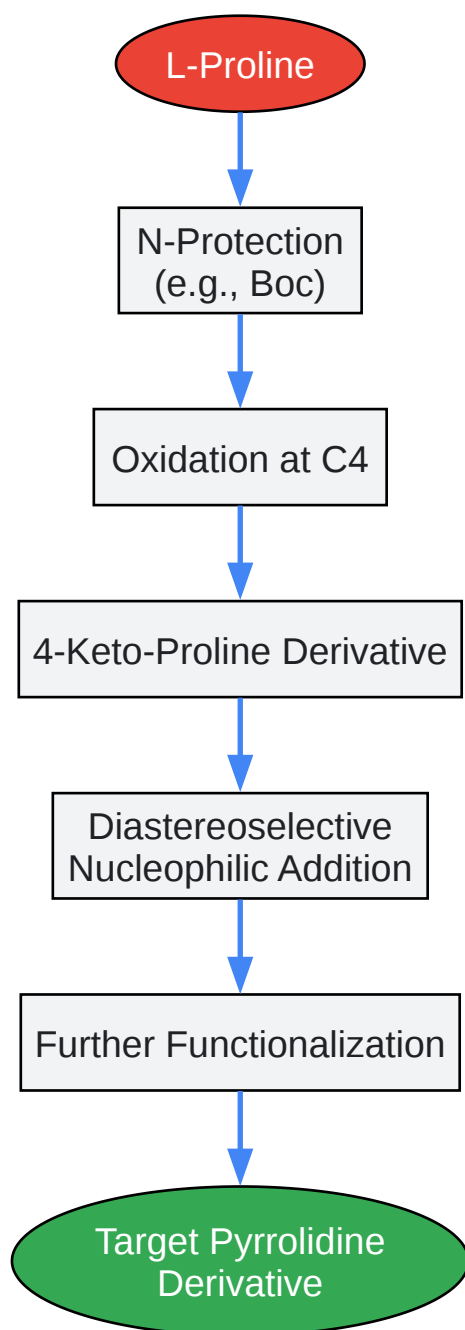 L-Proline
N-Protection
(e.g., Boc)
Oxidation at C4
4-Keto-Proline Derivative
Diastereoselective
Nucleophilic Addition
Further Functionalization
Target Pyrrolidine
Derivative